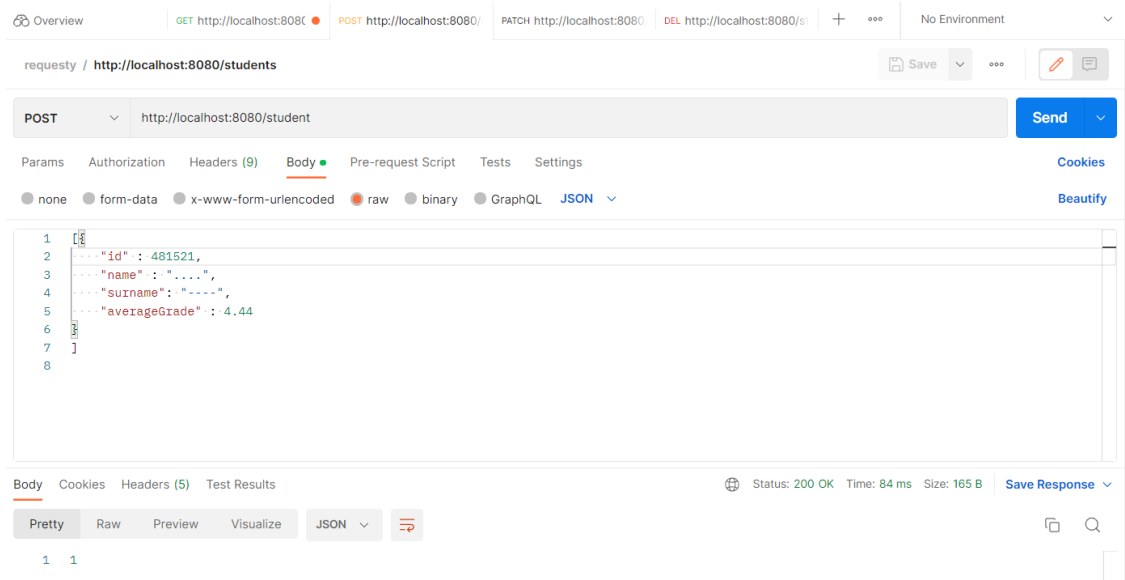 Overview GET http://localhost:808( POST http://localhost:8080/ PATCH http://localhost:8080, DEL http://localhost:8080/s No Environment
requesty / http://localhost:8080/students Save
POST http://localhost:8080/student Send
Params Authorization Headers (9) Body Pre-request Script Tests Settings Cookies
none form-data x-www-form-urlencoded raw binary GraphQL JSON Beautify
1 [{
2 "id" : 481521,
3 "name" : "....",
4 "surname": "----",
5 "averageGrade" : 4.44
6 }
7 ]
8
Body Cookies Headers (5) Test Results Status: 200 OK Time: 84 ms Size: 165 B Save Response
Pretty Raw Preview Visualize JSON
1 1